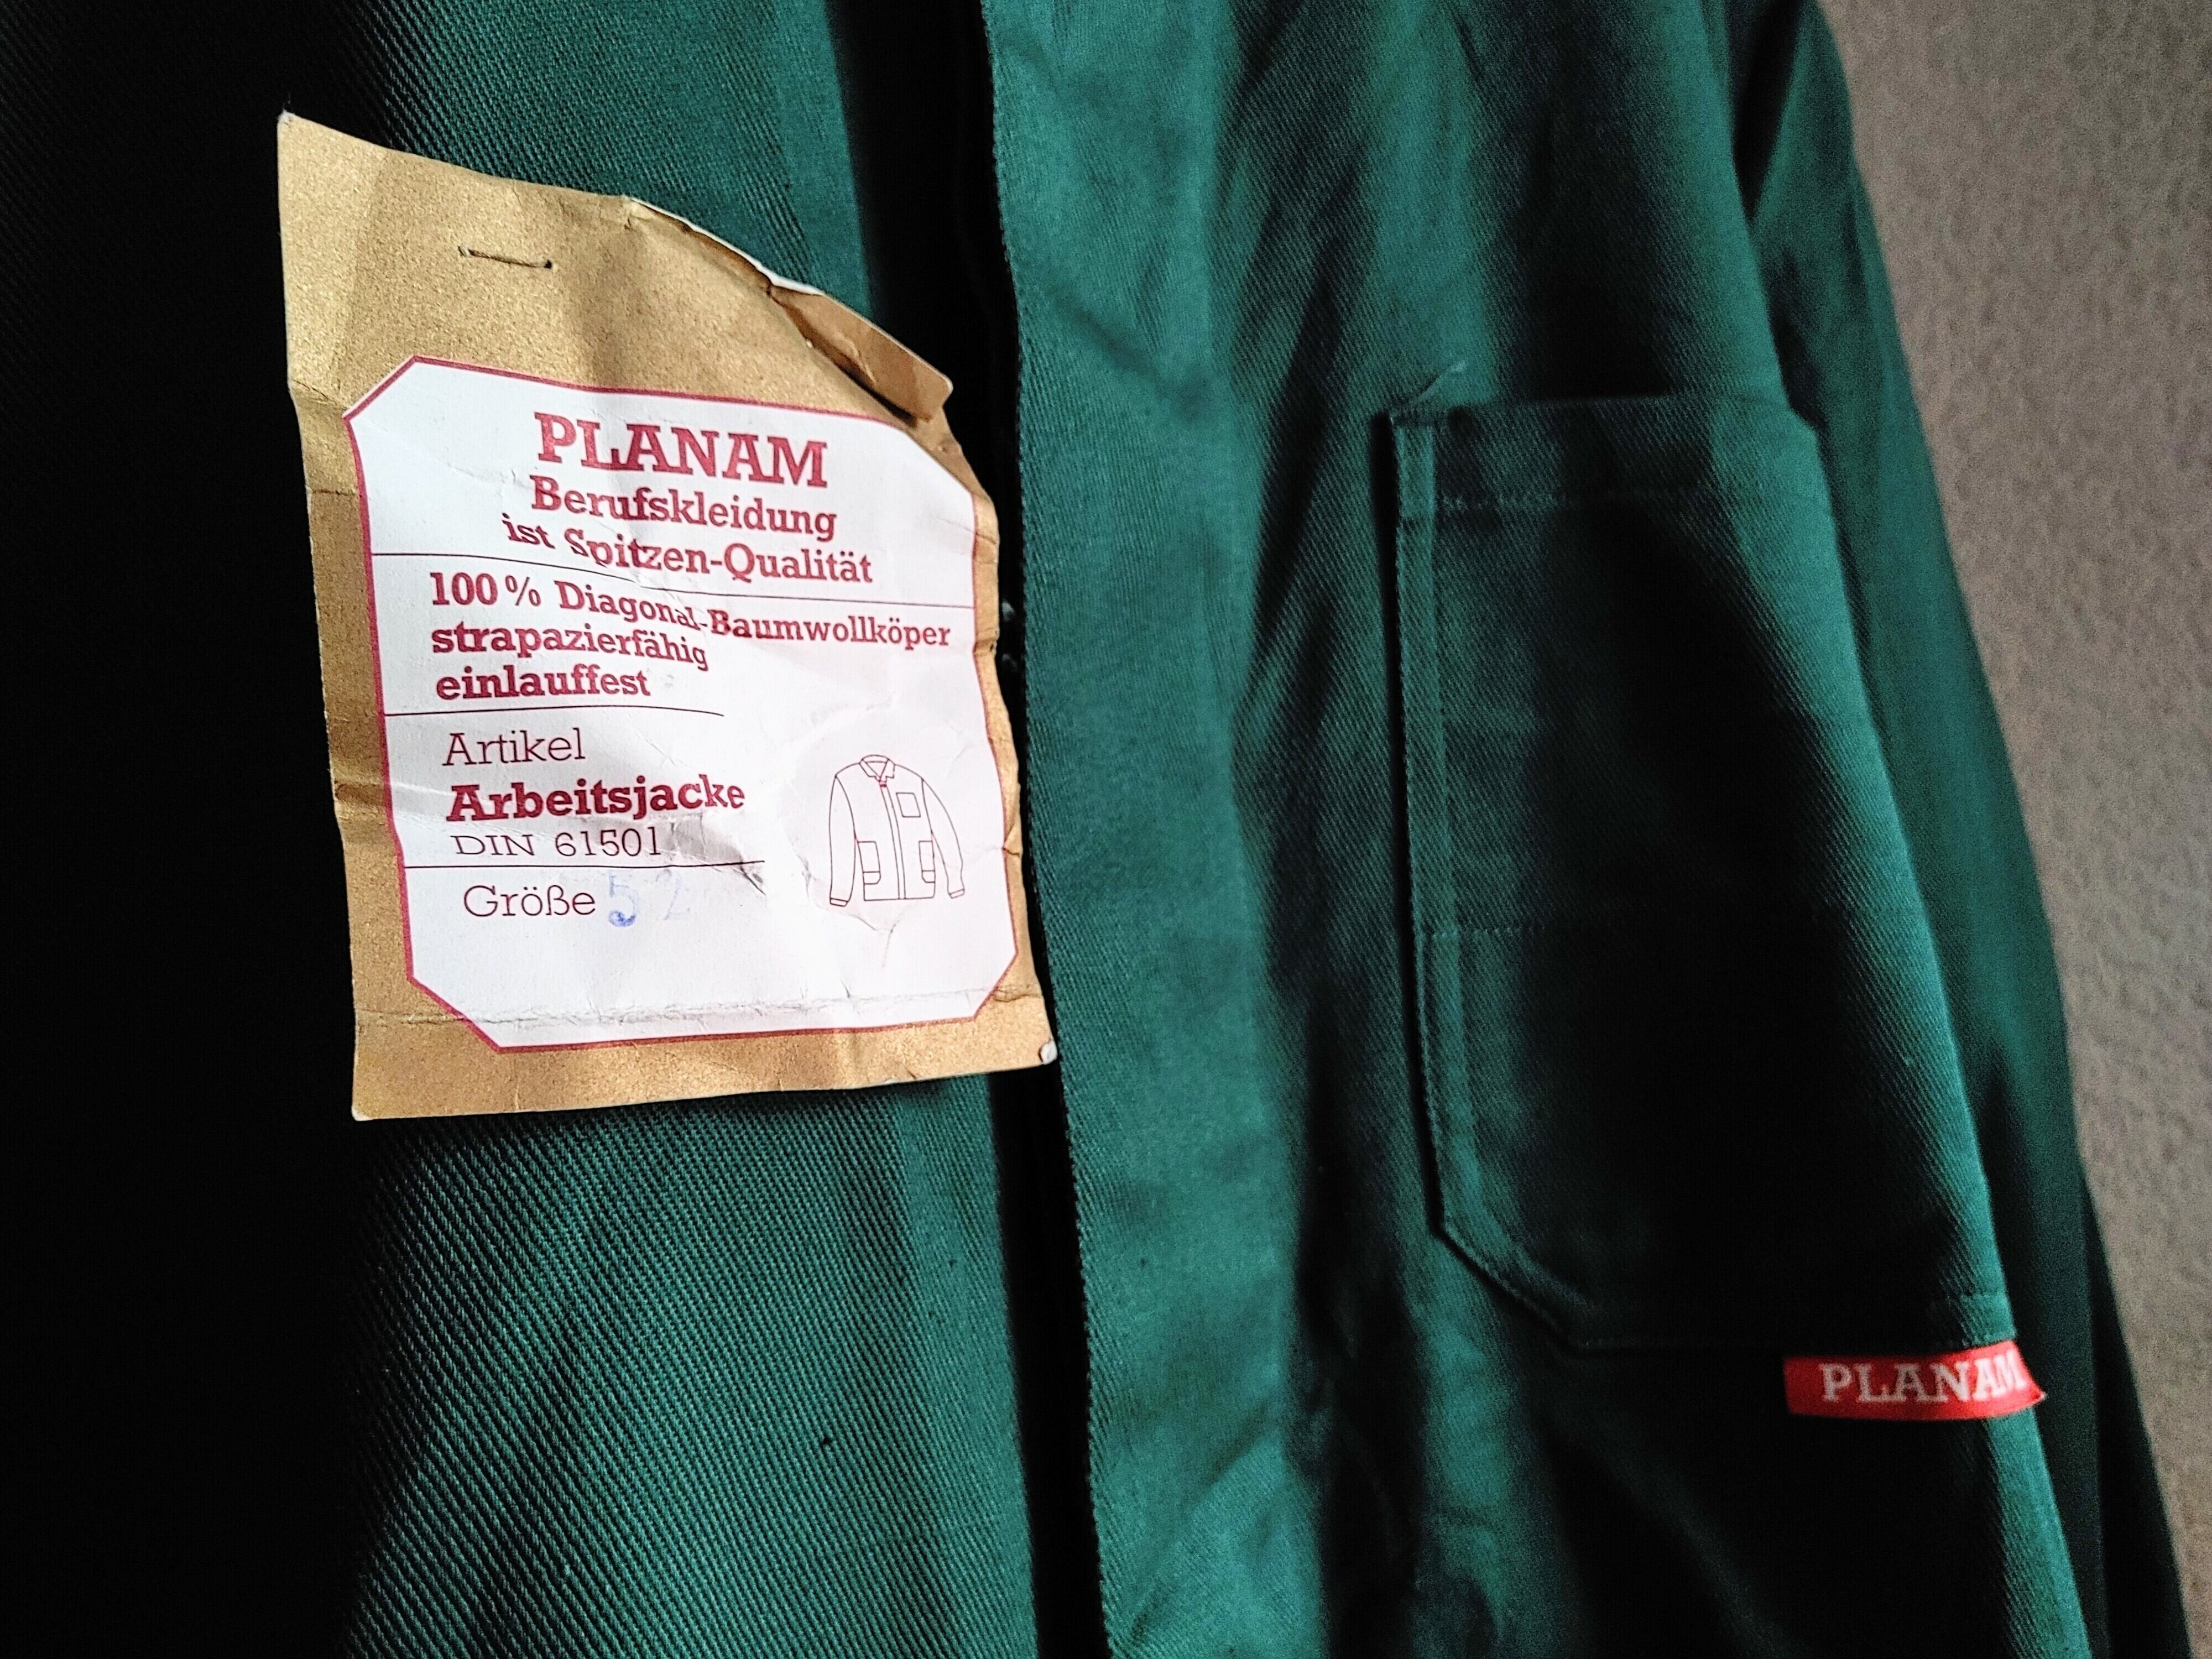 PLANAM
Berufskleidung
ist Spitzen-Qualität
100% Diagonal-Baumwollköper
strapazierfähig
einlauffest
Artikel
Arbeitsjacke
DIN 61501
Größe 52
PLANAM